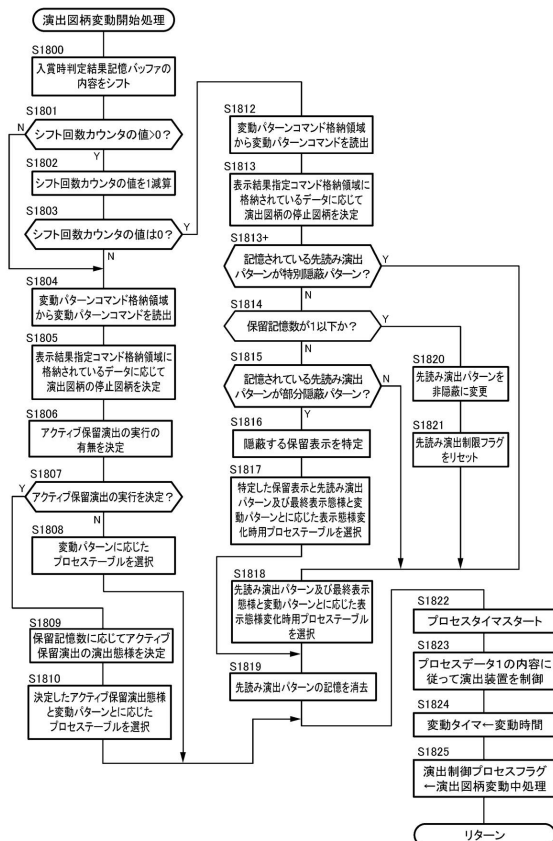 演出図柄変動開始処理
S1800
入賞時判定結果記憶バッファの
内容をシフト
S1801
シフト回数カウンタの値>0?
N
Y
S1802
シフト回数カウンタの値を1減算
S1803
シフト回数カウンタの値は0?
Y
N
S1804
変動パターンコマンド格納領域
から変動パターンコマンドを読出
S1805
表示結果指定コマンド格納領域に
格納されているデータに応じて
演出図柄の停止図柄を決定
S1806
アクティブ保留演出の実行の
有無を決定
S1807
アクティブ保留演出の実行を決定?
Y
N
S1808
変動パターンに応じた
プロセステーブルを選択
S1809
保留記憶数に応じてアクティブ
保留演出の演出態様を決定
S1810
決定したアクティブ保留演出態様
と変動パターンとに応じた
プロセステーブルを選択
S1812
変動パターンコマンド格納領域
から変動パターンコマンドを読出
S1813
表示結果指定コマンド格納領域に
格納されているデータに応じて
演出図柄の停止図柄を決定
S1813+
記憶されている先読み演出
パターンが特別隠蔽パターン?
Y
N
S1814
保留記憶数が1以下か?
Y
N
S1815
記憶されている先読み演出
パターンが部分隠蔽パターン?
N
Y
S1816
隠蔽する保留表示を特定
S1817
特定した保留表示と先読み演出
パターン及び最終表示態様と
変動パターンとに応じた表示態様変
化時用プロセステーブルを選択
S1818
先読み演出パターン及び最終表示
態様と変動パターンとに応じた表
示態様変化時用プロセステーブル
を選択
S1819
先読み演出パターンの記憶を消去
S1820
先読み演出パターンを
非隠蔽に変更
S1821
先読み演出制限フラグ
をリセット
S1822
プロセスタイマスタート
S1823
プロセスデータ1の内容に
従って演出装置を制御
S1824
変動タイマ←変動時間
S1825
演出制御プロセスフラグ
←演出図柄変動中処理
リターン